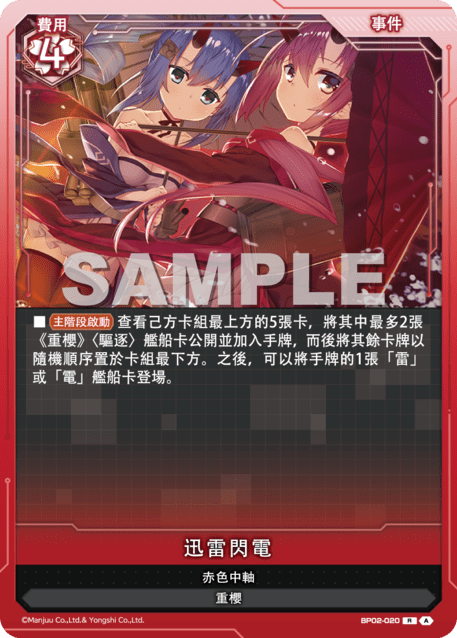 費用
事件
4
SAMPLE
■ 主階段啟動 查看己方卡組最上方的5張卡，將其中最多2張
《重櫻》〈驅逐〉艦船卡公開並加入手牌，而後將其餘卡牌以
隨機順序置於卡組最下方。之後，可以將手牌的1張「雷」
或「電」艦船卡登場。
迅雷閃電
赤色中軸
重櫻
©Manjuu Co.,Ltd.& Yongshi Co.,Ltd. BP02-020 R A